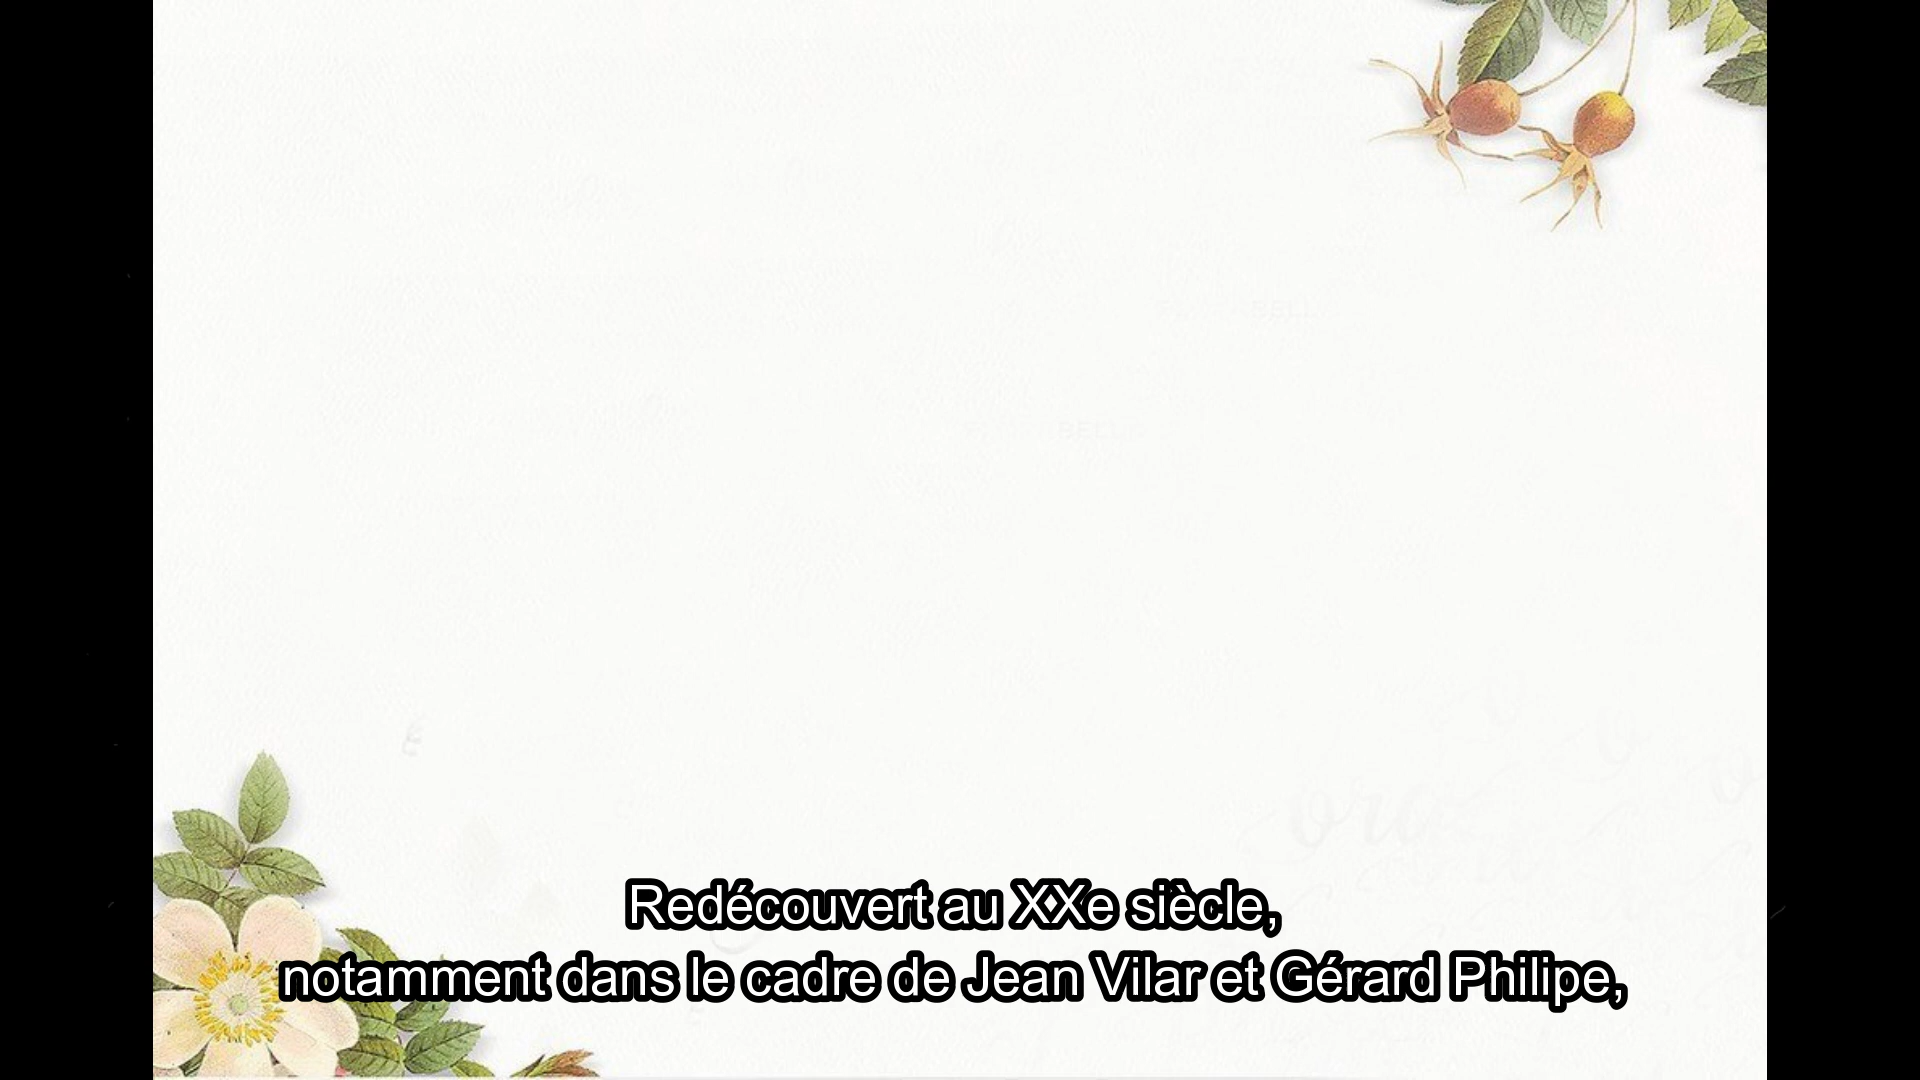 Redécouvert au XXe siècle,
notamment dans le cadre de Jean Vilar et Gérard Philipe,